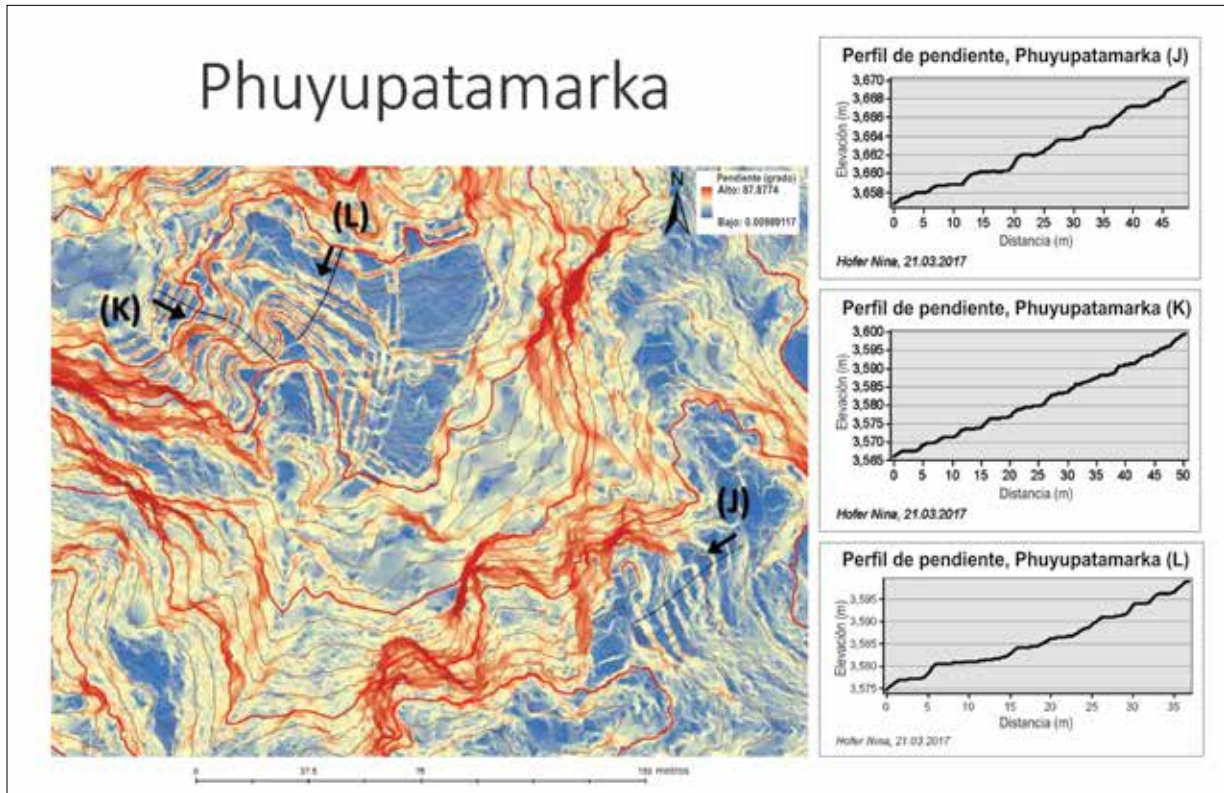 Phuyupatamarka
N
Pendiente (grado)
Alto: 87.8774
Bajo: 0.00989117
(L)
(K)
(J)
0 37.5 75 150 metros
Perfil de pendiente, Phuyupatamarka (J)
Elevación (m)
3,670
3,668
3,666
3,664
3,662
3,660
3,658
0 5 10 15 20 25 30 35 40 45
Distancia (m)
Hofer Nina, 21.03.2017
Perfil de pendiente, Phuyupatamarka (K)
Elevación (m)
3,600
3,595
3,590
3,585
3,580
3,575
3,570
3,565
0 5 10 15 20 25 30 35 40 45 50
Distancia (m)
Hofer Nina, 21.03.2017
Perfil de pendiente, Phuyupatamarka (L)
Elevación (m)
3,595
3,590
3,585
3,580
3,575
0 5 10 15 20 25 30 35
Distancia (m)
Hofer Nina, 21.03.2017